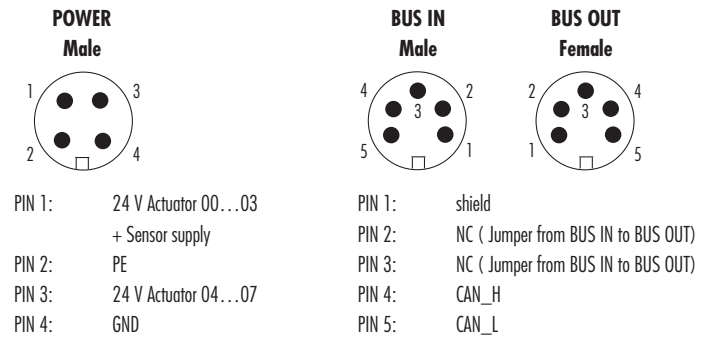 POWER
Male
1
3
2
4
PIN 1: 24 V Actuator 00...03
+ Sensor supply
PIN 2: PE
PIN 3: 24 V Actuator 04...07
PIN 4: GND
BUS IN
Male
4
2
3
5
1
BUS OUT
Female
2
4
3
1
5
PIN 1: shield
PIN 2: NC ( Jumper from BUS IN to BUS OUT)
PIN 3: NC ( Jumper from BUS IN to BUS OUT)
PIN 4: CAN_H
PIN 5: CAN_L